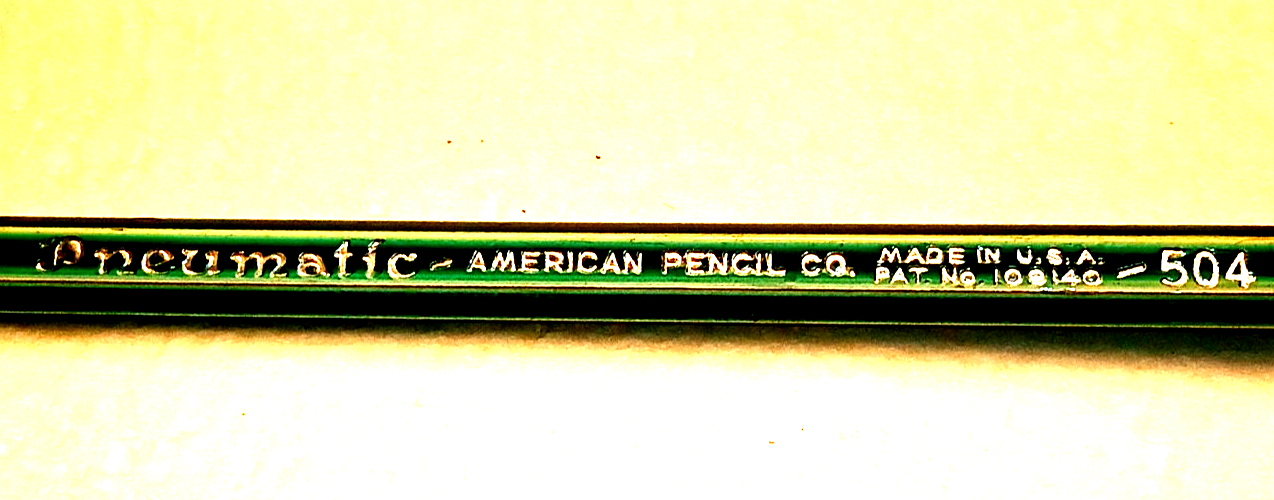 Pneumatic - AMERICAN PENCIL CO. MADE IN U.S.A. - 504
PAT. NO.